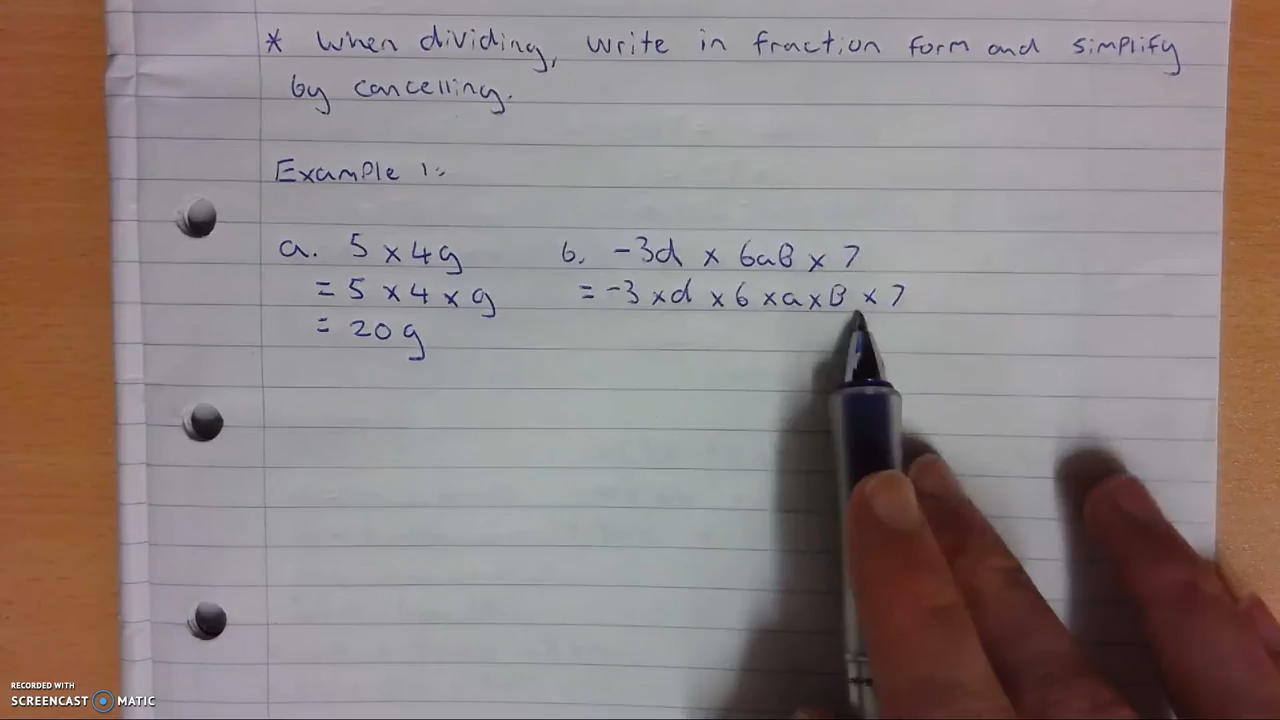 * When dividing, write in fraction form and simplify
by cancelling.
Example 1:
a. 5 × 4g
= 5 × 4 × g
= 20g
b. -3d × 6aB × 7
= -3 × d × 6 × a × B × 7
RECORDED WITH
SCREENCAST MATIC